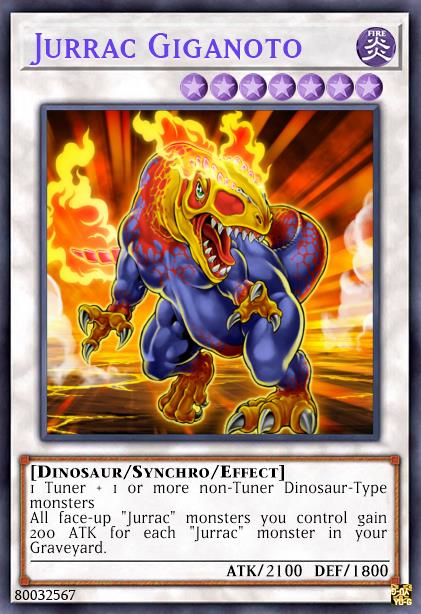 Jurrac Giganoto
FIRE
炎
[Dinosaur/Synchro/Effect]
1 Tuner + 1 or more non-Tuner Dinosaur-Type
monsters
All face-up "Jurrac" monsters you control gain
200 ATK for each "Jurrac" monster in your
Graveyard.
ATK/2100 DEF/1800
80032567